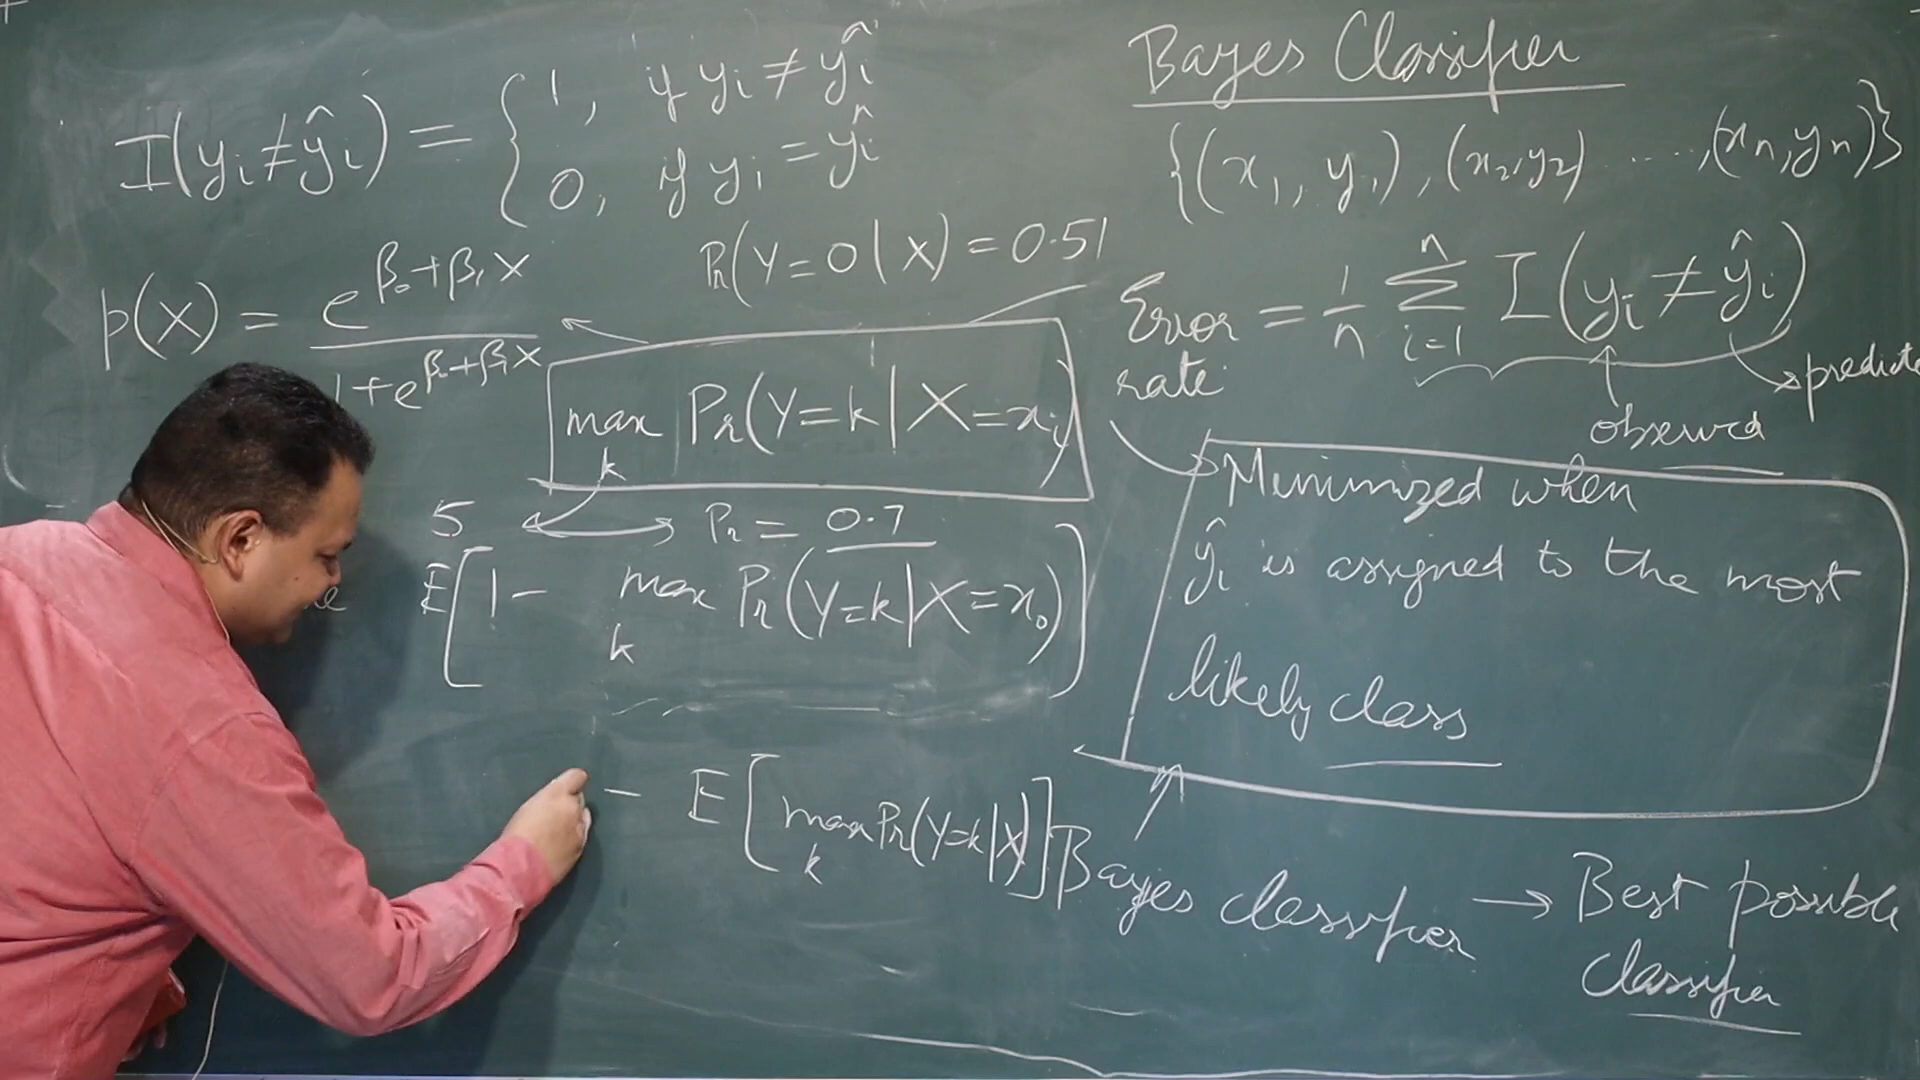 I(yᵢ ≠ ŷᵢ) = { 1, if yᵢ ≠ ŷᵢ
0, if yᵢ = ŷᵢ
Pr(Y=0|X) = 0.51
p(X) = e^{β₀+β₁X}
1+e^{β₀+β₁X}
max Pr(Y=k|X=xᵢ)
k
5 Pr = 0.7
E[1- max Pr(Y=k|X=x₀)]
k
- E[max Pr(Y=k|X)]
k
Bayes Classifier
{(x₁, y₁), (x₂,y₂) ....., (xₙ,yₙ)}
Error rate = 1/n Σ_{i=1}^{n} I(yᵢ ≠ ŷᵢ)
observed
Minimized when
ŷᵢ is assigned to the most
likely class
Bayes classifier → Best possible
classifier